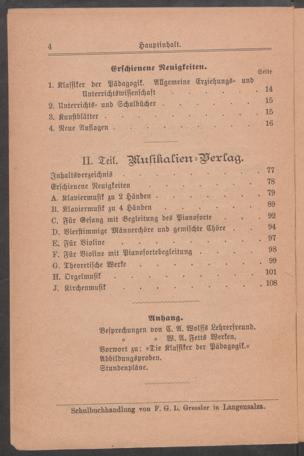 4 Hauptinhalt.
Erschienene Neuigkeiten.
Seite
1. Klassiker der Pädagogik. Allgemeine Erziehungs- und
Unterrichtswissenschaft . . . . . . . 14
2. Unterrichts- und Schulbücher . . . . . . . 15
3. Kunstblätter . . . . . . . 15
4. Neue Auflagen . . . . . . . 16
II. Teil. Musikalien-Verlag.
Inhaltsverzeichnis . . . . . . . 77
Erschienene Neuigkeiten . . . . . . . 78
A. Klaviermusik zu 2 Händen . . . . . . . 79
B. Klaviermusik zu 4 Händen . . . . . . . 89
C. Für Gesang mit Begleitung des Pianoforte . . . 92
D. Vierstimmige Männerchöre und gemischte Chöre . . 94
E. Für Violine . . . . . . . 97
F. Für Violine mit Pianofortebegleitung . . . . 98
G. Theoretische Werke . . . . . . . 99
H. Orgelmusik . . . . . . . 101
J. Kirchenmusik . . . . . . . 108
Anhang.
Besprechungen von C. A. Wolffs Lehrerfreund.
„ „ W. A. Fetts Werken.
Vorwort zu: »Die Klassiker der Pädagogik.«
Abbildungsproben.
Stundenpläne.
Schulbuchhandlung von F. G. L. Gressler in Langensalza.